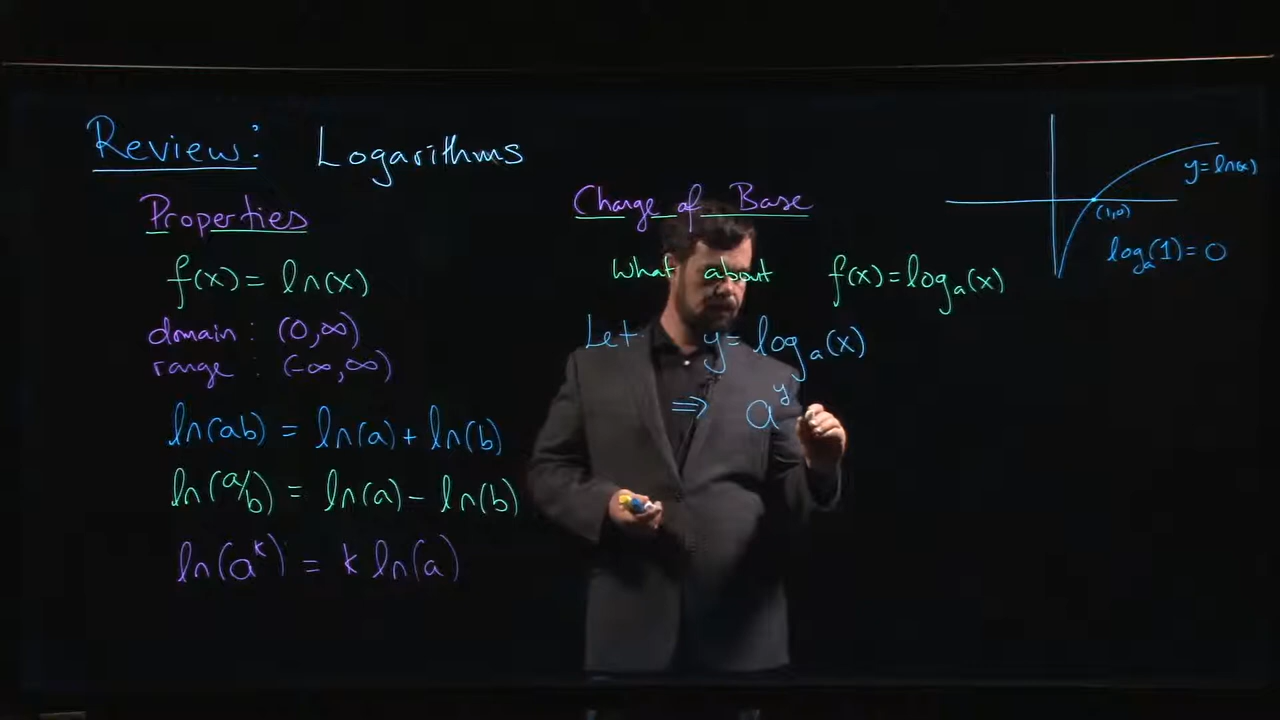 Review: Logarithms
Properties
f(x) = ln(x)
domain : (0,∞)
range : (-∞,∞)
ln(ab) = ln(a) + ln(b)
ln(a/b) = ln(a) - ln(b)
ln(a^k) = k ln(a)
Change of Base
What about f(x) = log_a(x)
Let y = log_a(x)
⇒ a^y
y = ln(x)
(1,0)
log_a(1) = 0